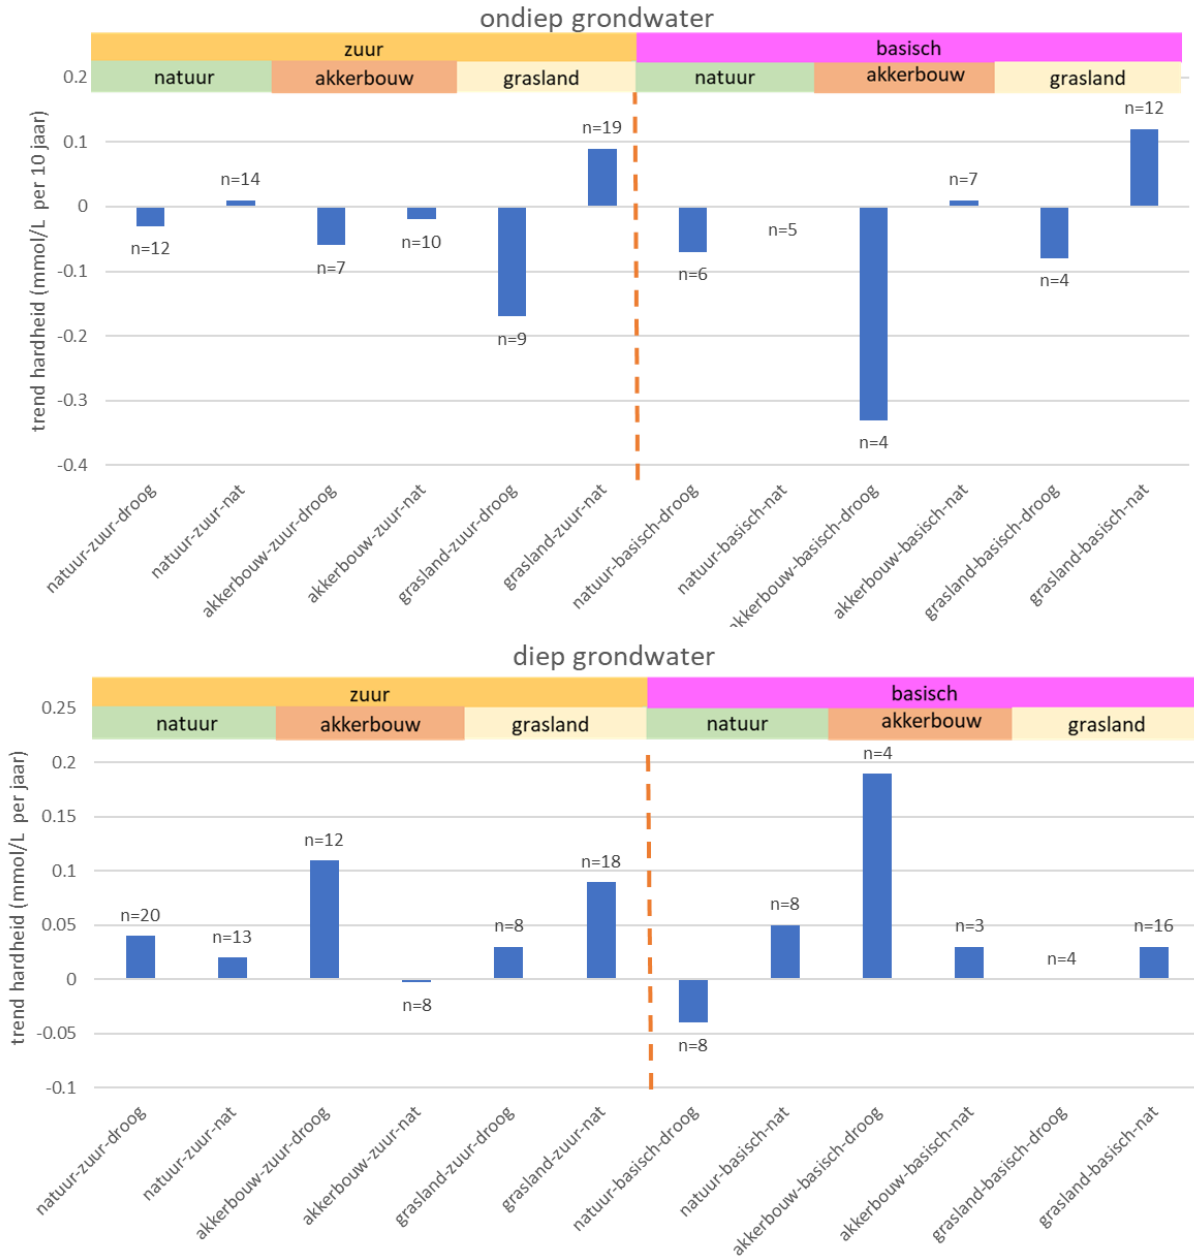 ondiep grondwater
zuur basisch
natuur akkerbouw grasland natuur akkerbouw grasland
trend hardheid (mmol/L per 10 jaar)
0.2
0.1
0
-0.1
-0.2
-0.3
-0.4
n=12 n=14 n=7 n=10 n=9 n=19 n=6 n=5 n=4 n=7 n=4 n=12
natuur-zuur-droog
natuur-zuur-nat
akkerbouw-zuur-droog
akkerbouw-zuur-nat
grasland-zuur-droog
grasland-zuur-nat
natuur-basisch-droog
natuur-basisch-nat
akkerbouw-basisch-droog
akkerbouw-basisch-nat
grasland-basisch-droog
grasland-basisch-nat
diep grondwater
zuur basisch
natuur akkerbouw grasland natuur akkerbouw grasland
trend hardheid (mmol/L per jaar)
0.25
0.2
0.15
0.1
0.05
0
-0.05
-0.1
n=20 n=13 n=12 n=8 n=8 n=18 n=8 n=8 n=4 n=3 n=4 n=16
natuur-zuur-droog
natuur-zuur-nat
akkerbouw-zuur-droog
akkerbouw-zuur-nat
grasland-zuur-droog
grasland-zuur-nat
natuur-basisch-droog
natuur-basisch-nat
akkerbouw-basisch-droog
akkerbouw-basisch-nat
grasland-basisch-droog
grasland-basisch-nat